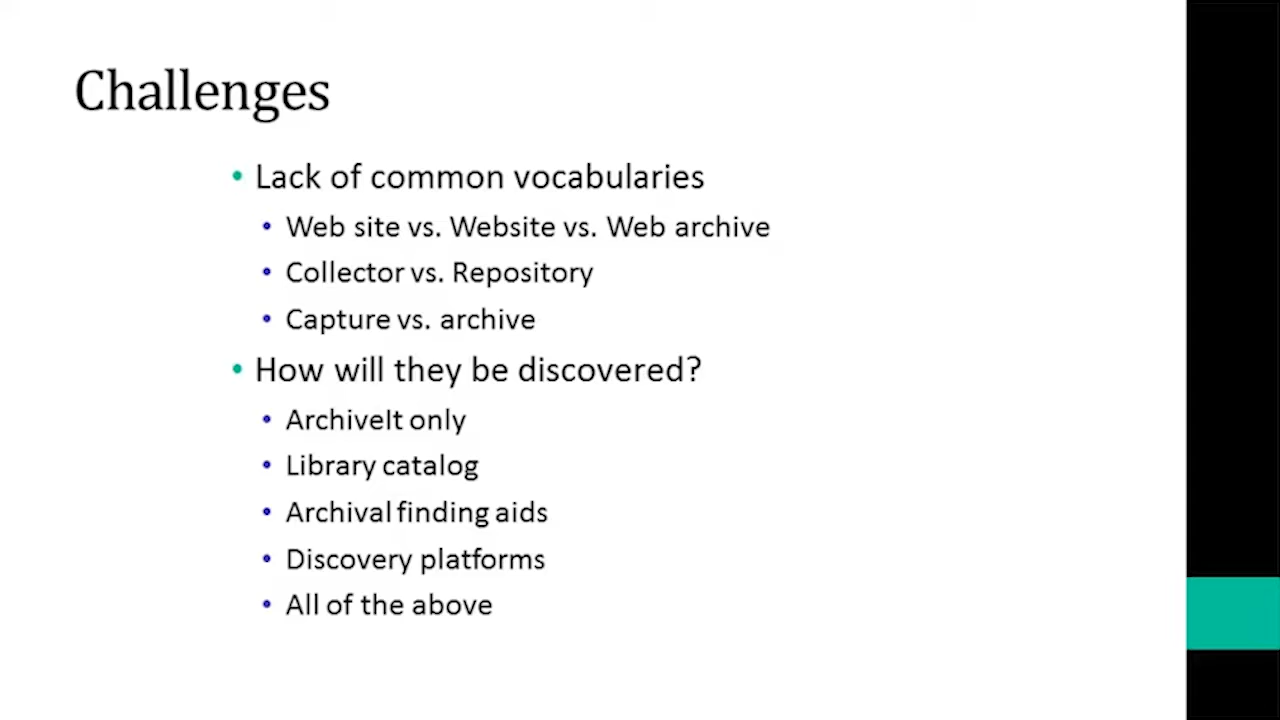 Challenges
• Lack of common vocabularies
• Web site vs. Website vs. Web archive
• Collector vs. Repository
• Capture vs. archive
• How will they be discovered?
• ArchiveIt only
• Library catalog
• Archival finding aids
• Discovery platforms
• All of the above